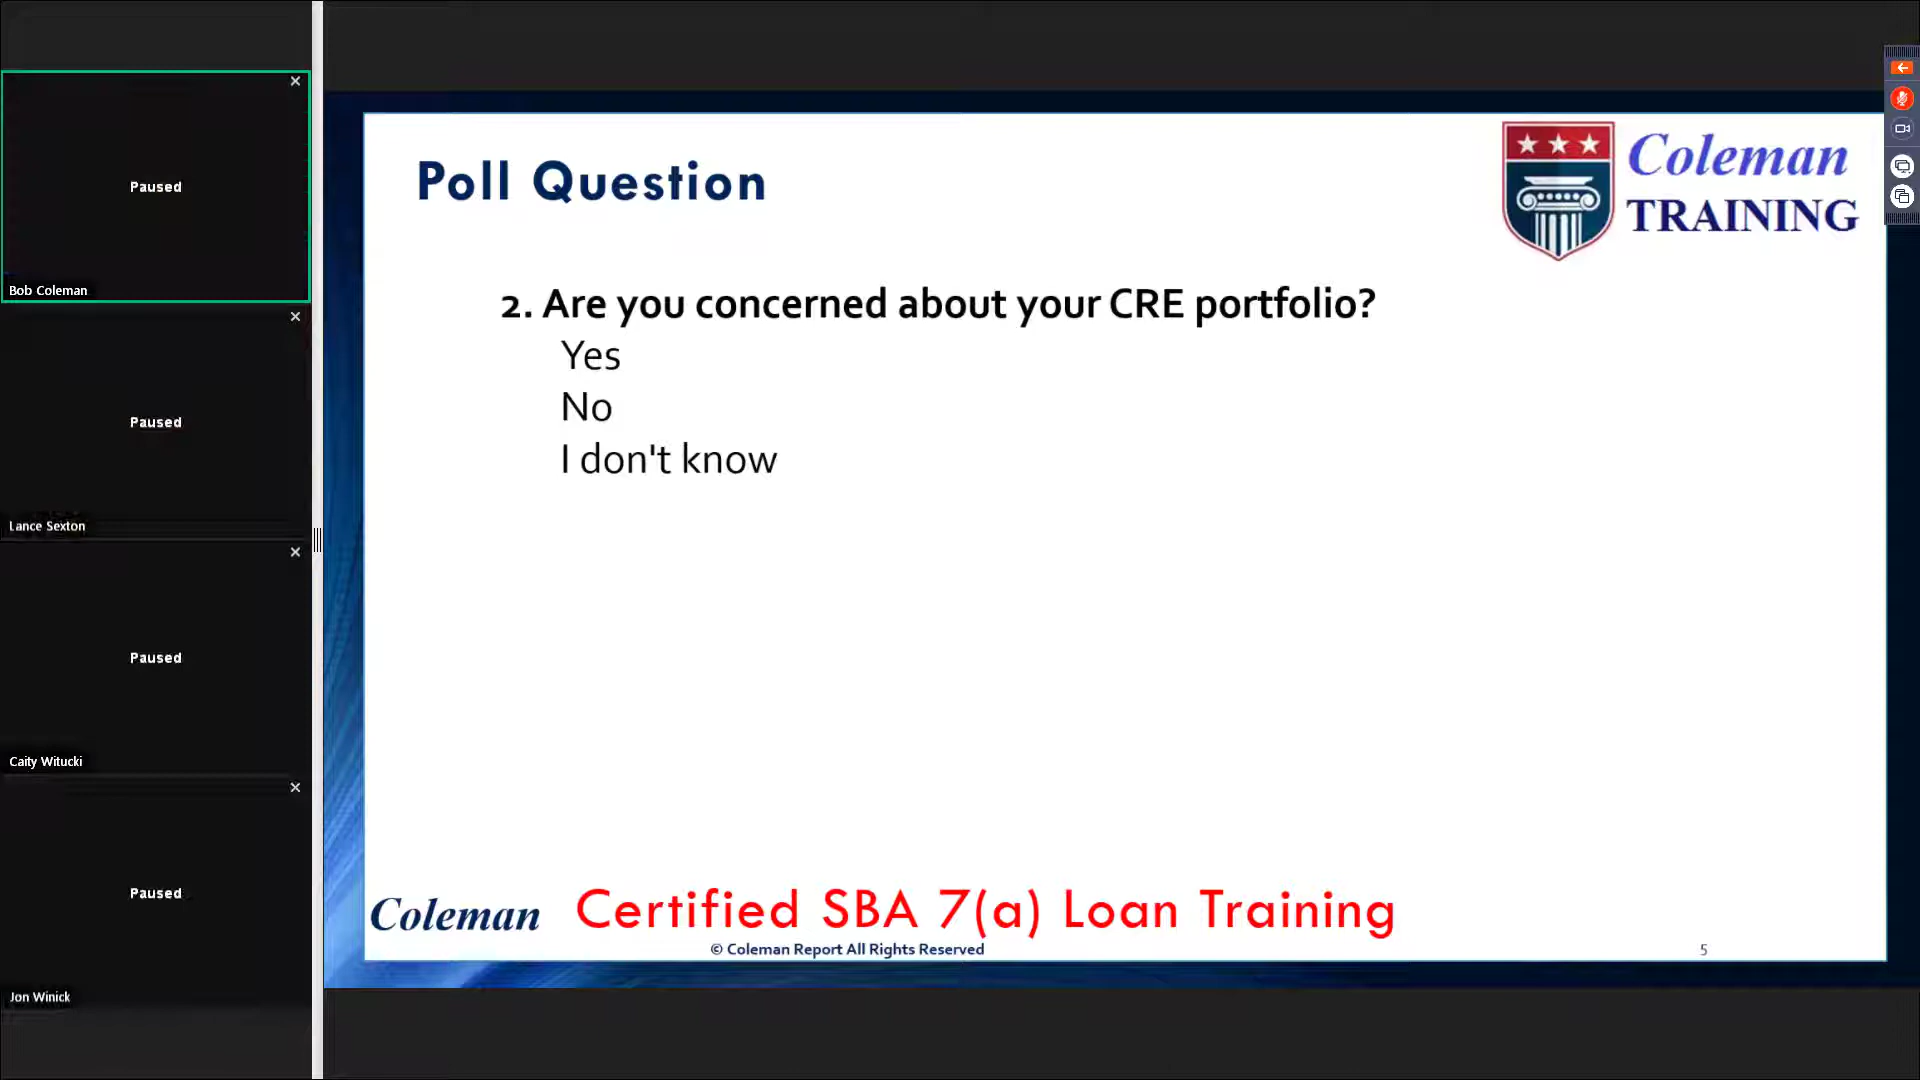 Paused
Bob Coleman
Paused
Lance Sexton
Paused
Caity Witucki
Paused
Jon Winick
Poll Question
Coleman
TRAINING
2. Are you concerned about your CRE portfolio?
Yes
No
I don't know
Coleman
Certified SBA 7(a) Loan Training
© Coleman Report All Rights Reserved
5